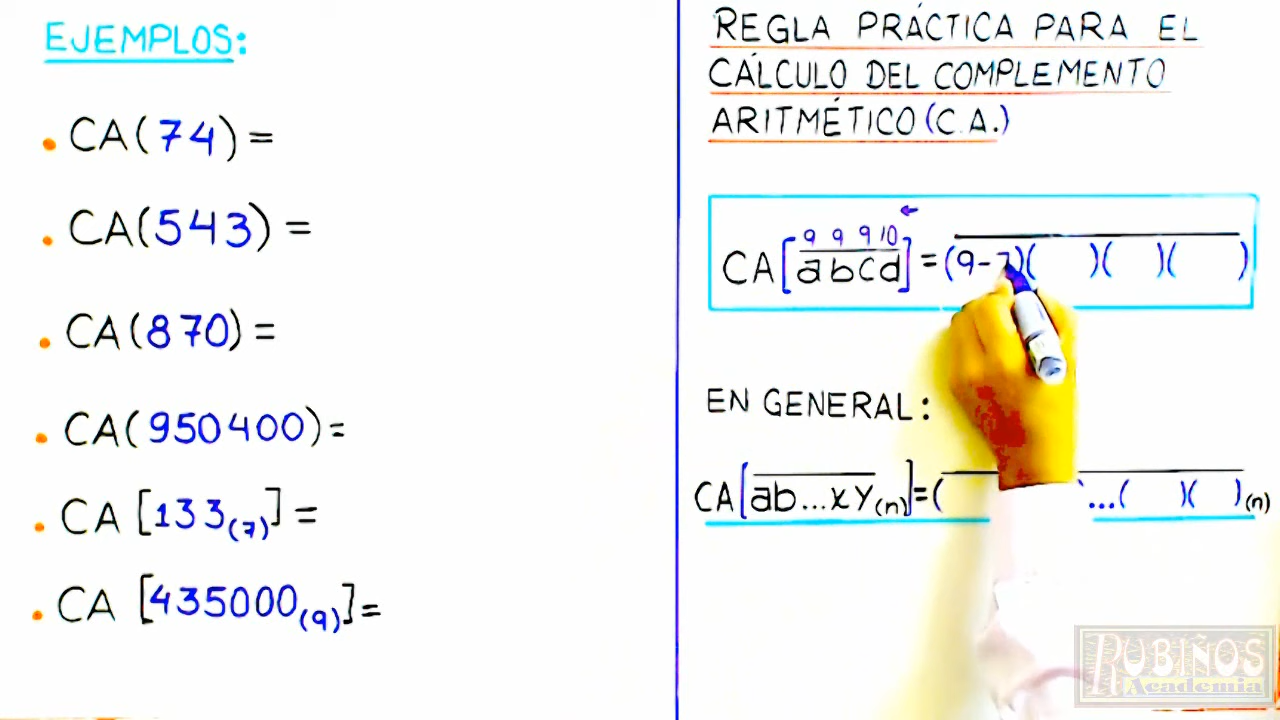 EJEMPLOS:
• CA(74)=
• CA(543)=
• CA(870)=
• CA(950400)=
• CA [133(7)]=
• CA [435000(9)]=
REGLA PRÁCTICA PARA EL
CÁLCULO DEL COMPLEMENTO
ARITMÉTICO (C.A.)
9 9 9 10
CA[abcd]=(9-  )(  )(  )(  )
EN GENERAL:
CA[ab...xy(n)]=(  ...(  )(  )(n)
RUBIÑOS
Academia